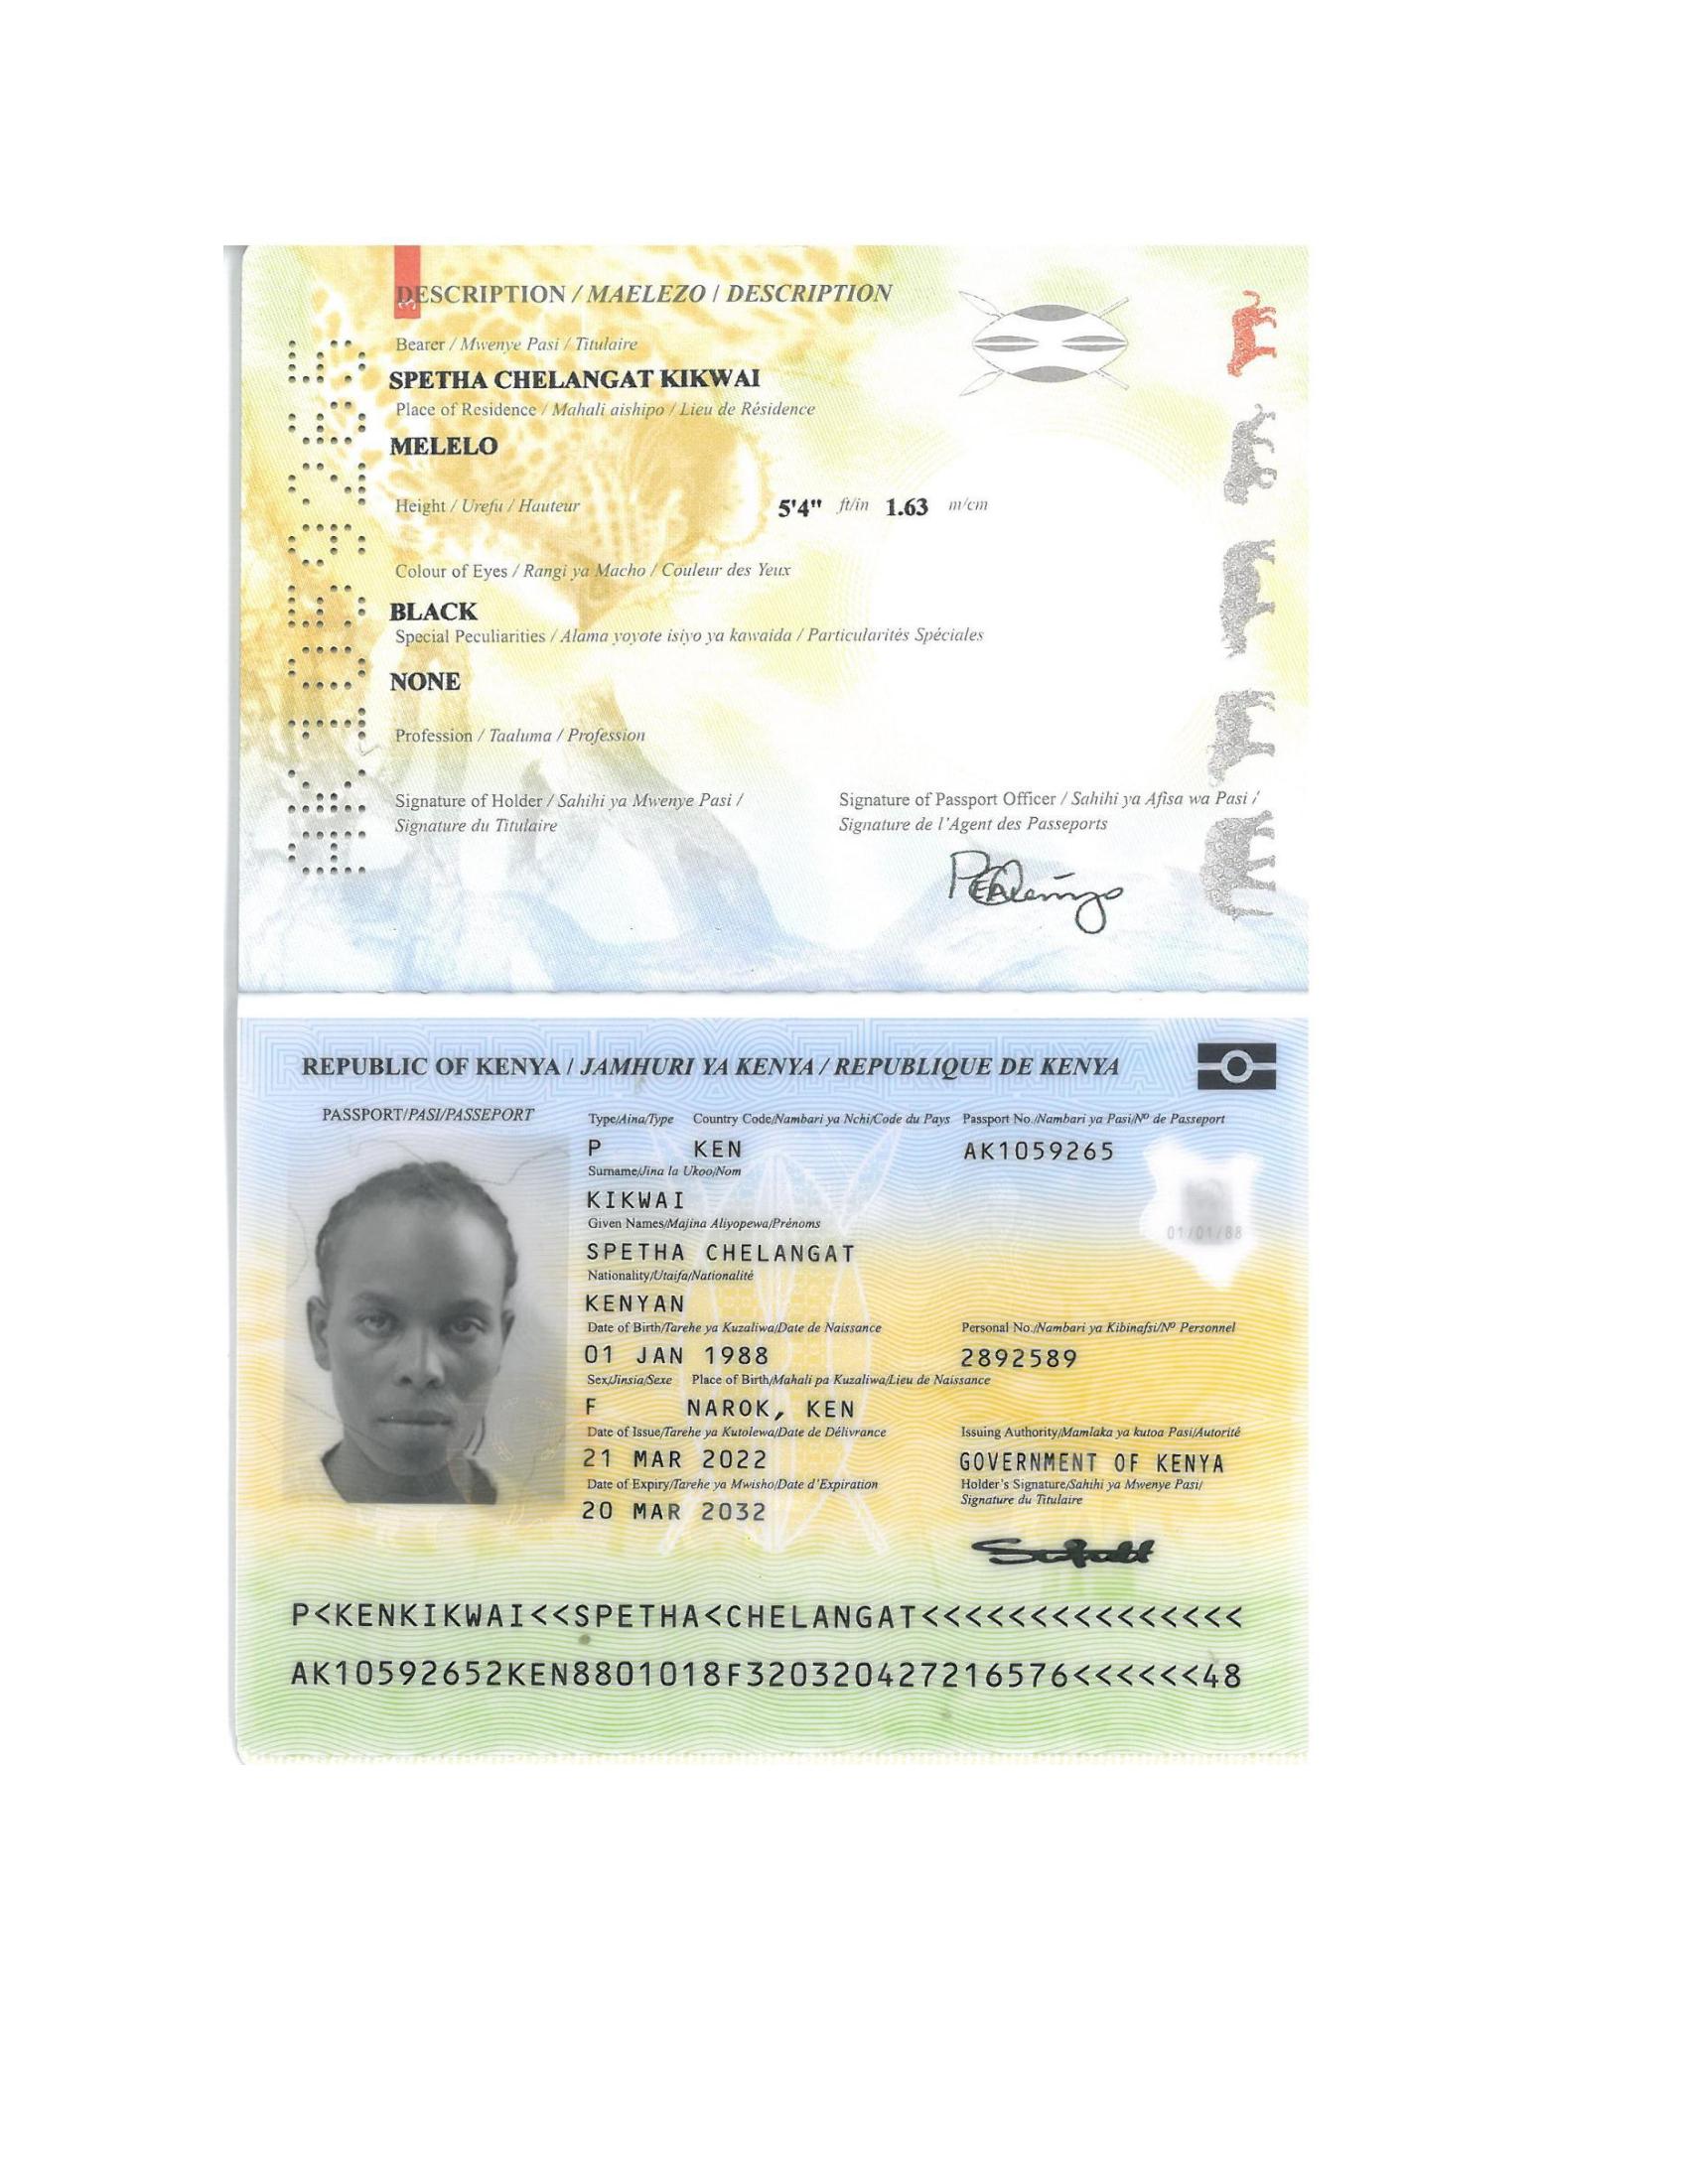 3
DESCRIPTION / MAELEZO / DESCRIPTION
Bearer / Mwenye Pasi / Titulaire
SPETHA CHELANGAT KIKWAI
Place of Residence / Mahali aishipo / Lieu de Résidence
MELELO
Height / Urefu / Hauteur 5'4" ft/in 1.63 m/cm
Colour of Eyes / Rangi ya Macho / Couleur des Yeux
BLACK
Special Peculiarities / Alama yoyote isiyo ya kawaida / Particularités Spéciales
NONE
Profession / Taaluma / Profession
Signature of Holder / Sahihi ya Mwenye Pasi / Signature of Passport Officer / Sahihi ya Afisa wa Pasi /
Signature du Titulaire Signature de l'Agent des Passeports
AK1059265
REPUBLIC OF KENYA / JAMHURI YA KENYA / REPUBLIQUE DE KENYA
PASSPORT/PASI/PASSEPORT Type/Aina/Type Country Code/Nambari ya Nchi/Code du Pays Passport No./Nambari ya Pasi/Nº de Passeport
P KEN AK1059265
Surname/Jina la Ukoo/Nom
KIKWAI
Given Names/Majina Aliyopewa/Prénoms
SPETHA CHELANGAT
01/01/88
Nationality/Utaifa/Nationalité
KENYAN
Date of Birth/Tarehe ya Kuzaliwa/Date de Naissance Personal No./Nambari ya Kibinafsi/Nº Personnel
01 JAN 1988 2892589
Sex/Jinsia/Sexe Place of Birth/Mahali pa Kuzaliwa/Lieu de Naissance
F NAROK, KEN
Date of Issue/Tarehe ya Kutolewa/Date de Délivrance Issuing Authority/Mamlaka ya kutoa Pasi/Autorité
21 MAR 2022 GOVERNMENT OF KENYA
Date of Expiry/Tarehe ya Mwisho/Date d'Expiration Holder's Signature/Sahihi ya Mwenye Pasi/
Signature du Titulaire
20 MAR 2032
P<KENKIKWAI<<SPETHA<CHELANGAT<<<<<<<<<<<<<<<
AK10592652KEN8801018F320320427216576<<<<<<48